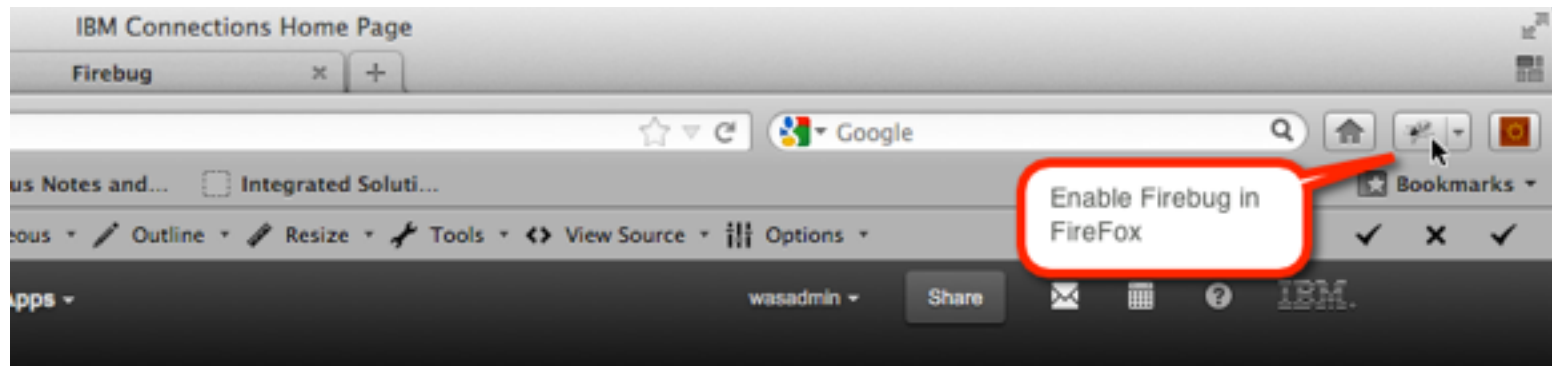 IBM Connections Home Page
Firebug
Google
us Notes and... Integrated Soluti... Bookmarks
Enable Firebug in
FireFox
eous Outline Resize Tools View Source Options
Apps wasadmin Share IBM.